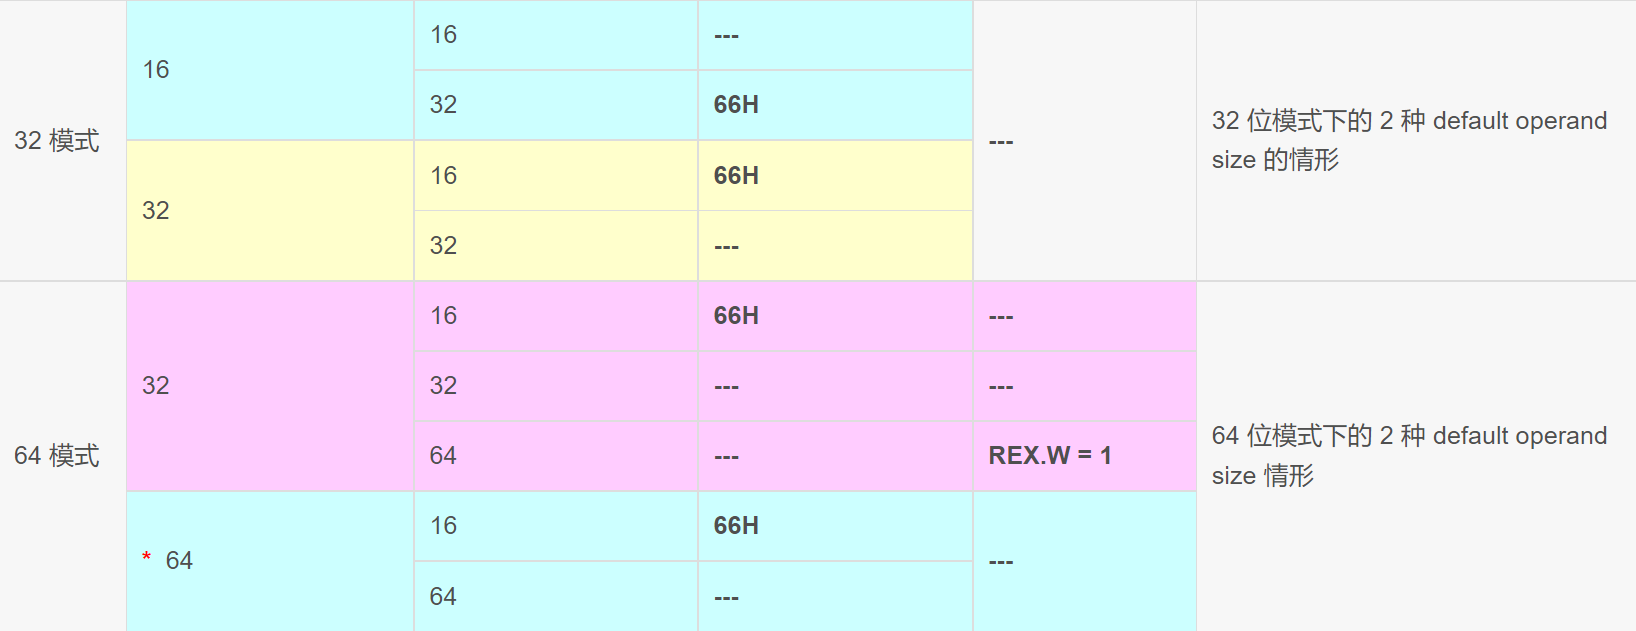 32 模式
16
16
---
32
66H
32
16
66H
32
---
---
32 位模式下的 2 种 default operand
size 的情形
64 模式
32
16
66H
---
32
---
---
64
---
REX.W = 1
* 64
16
66H
64
---
---
64 位模式下的 2 种 default operand
size 情形